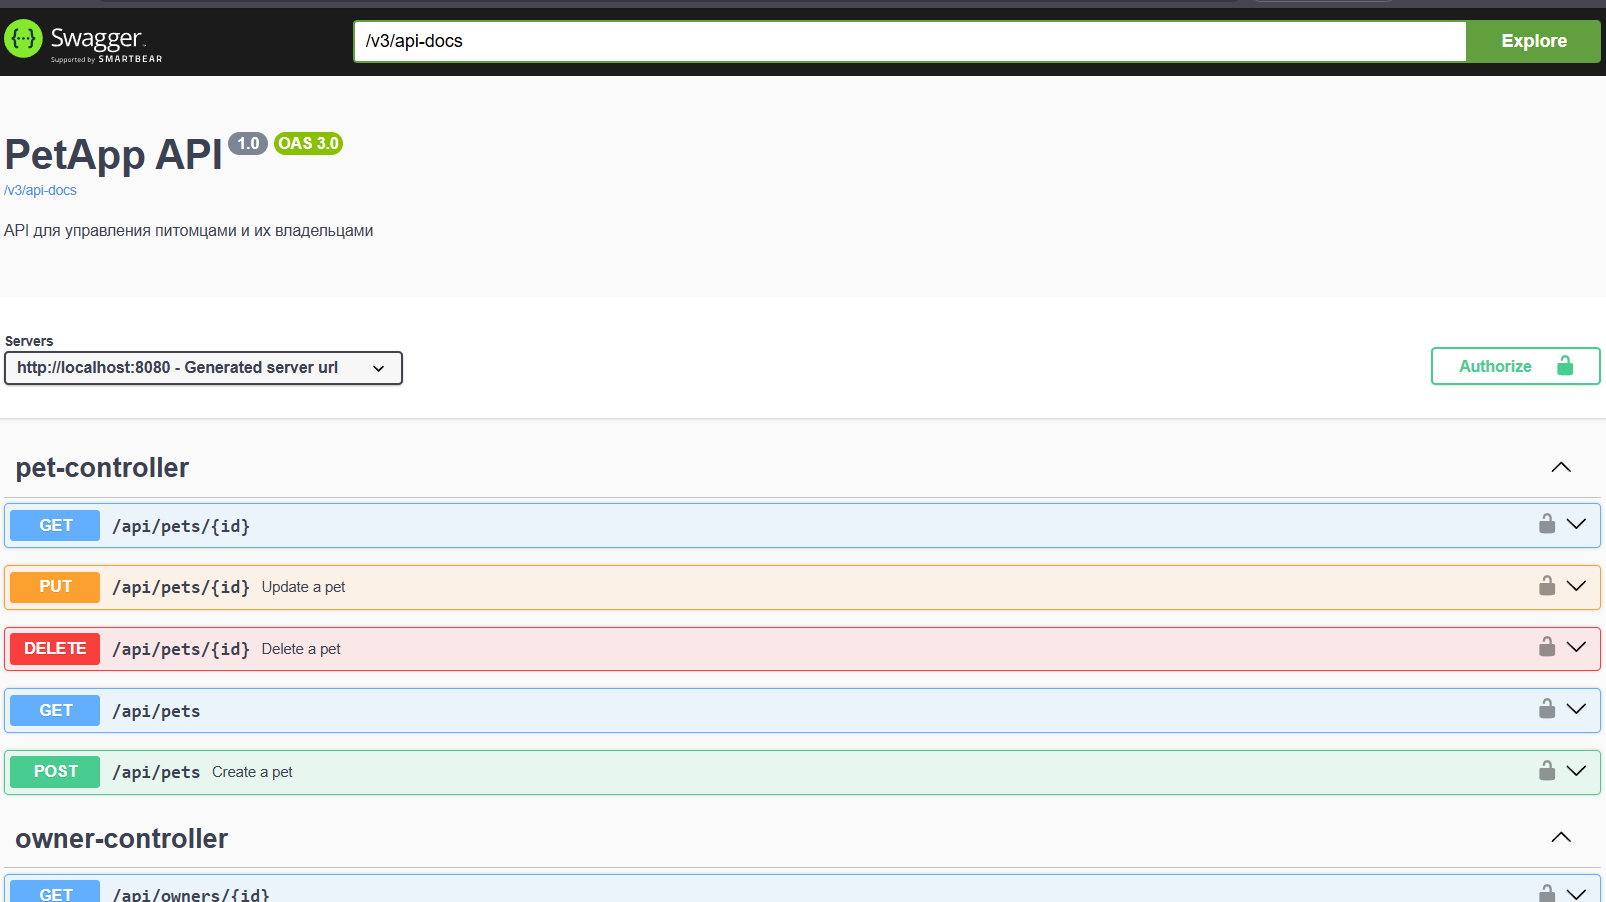 Swagger
Supported by SMARTBEAR
/v3/api-docs
Explore
PetApp API 1.0 OAS 3.0
/v3/api-docs
API для управления питомцами и их владельцами
Servers
http://localhost:8080 - Generated server url
Authorize
pet-controller
GET /api/pets/{id}
PUT /api/pets/{id} Update a pet
DELETE /api/pets/{id} Delete a pet
GET /api/pets
POST /api/pets Create a pet
owner-controller
GET /api/owners/{id}